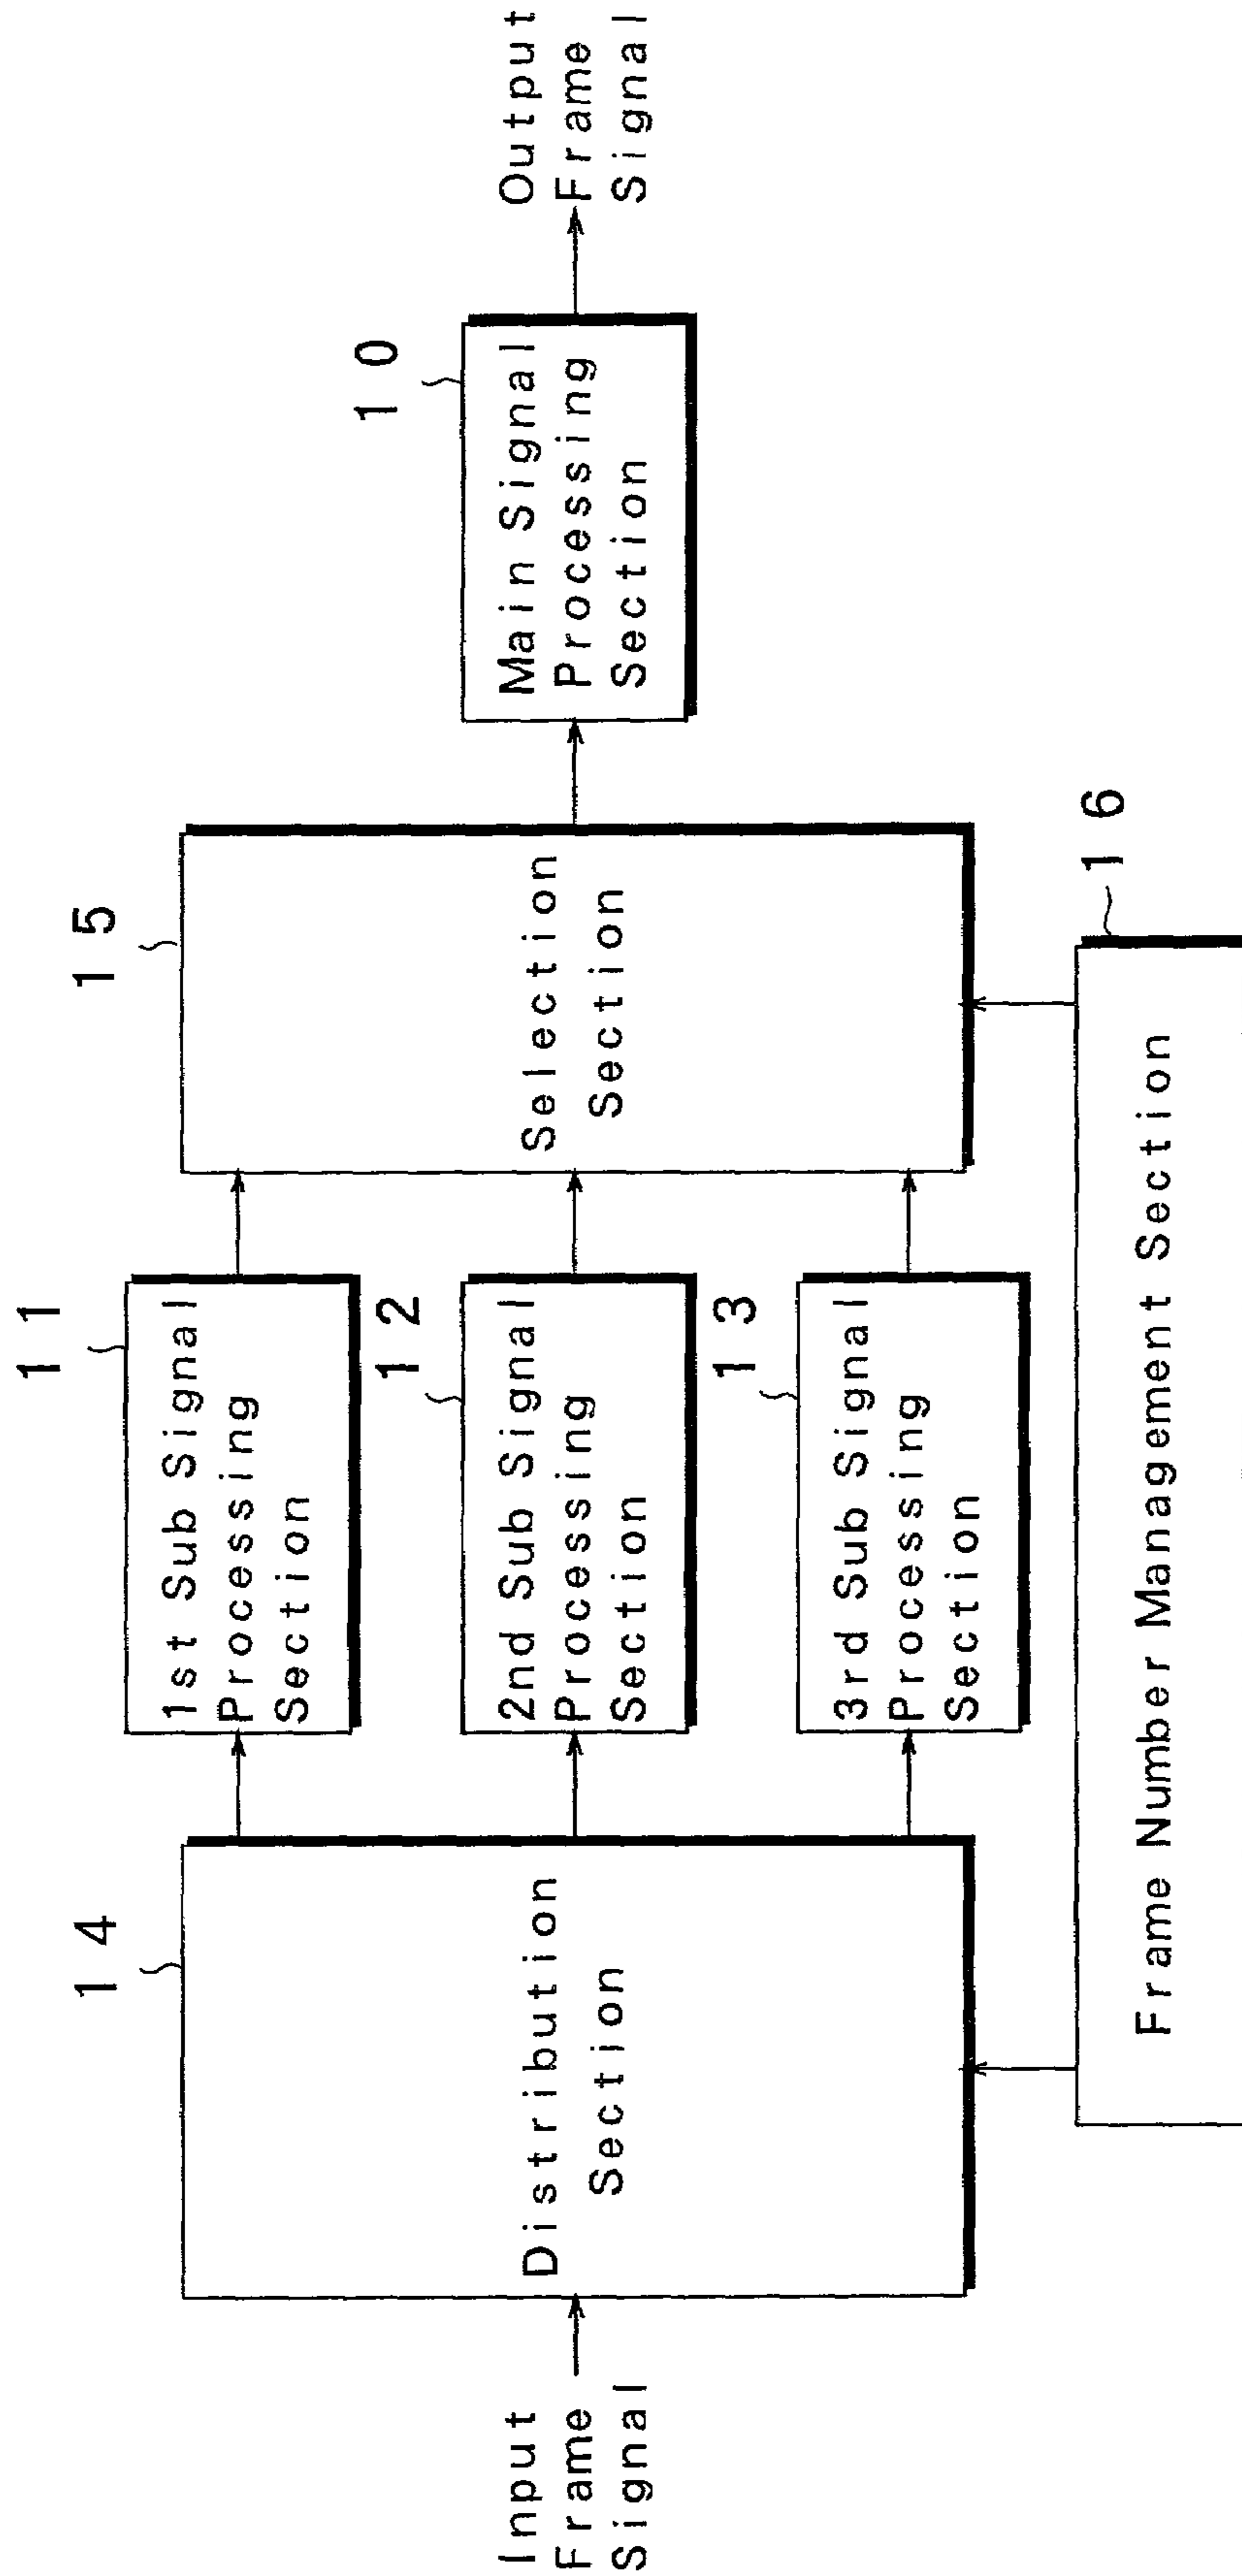 Input
Frame
Signal
14
Distribution
Section
11
1st Sub Signal
Processing
Section
12
2nd Sub Signal
Processing
Section
13
3rd Sub Signal
Processing
Section
15
Selection
Section
10
Main Signal
Processing
Section
Output
Frame
Signal
16
Frame Number Management Section